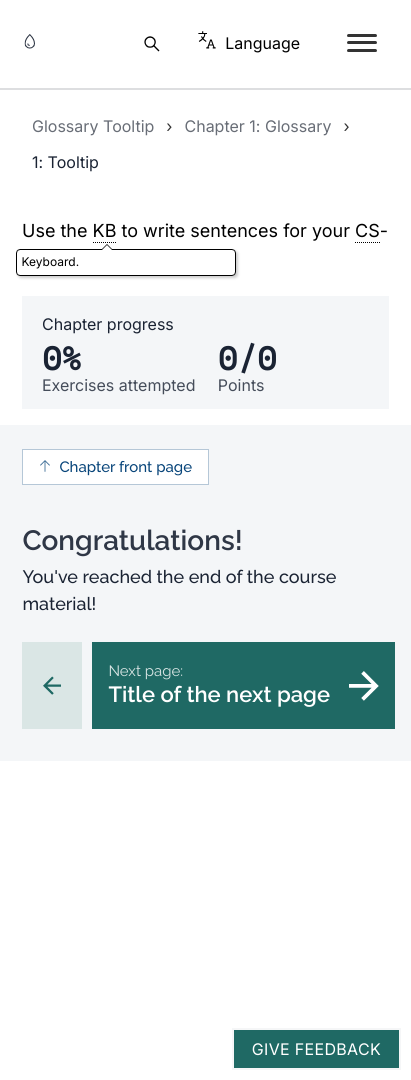 Language
Glossary Tooltip › Chapter 1: Glossary ›
1: Tooltip
Use the KB to write sentences for your CS-
Keyboard.
Chapter progress
0% 0/0
Exercises attempted Points
↑ Chapter front page
Congratulations!
You've reached the end of the course
material!
Next page:
Title of the next page
GIVE FEEDBACK